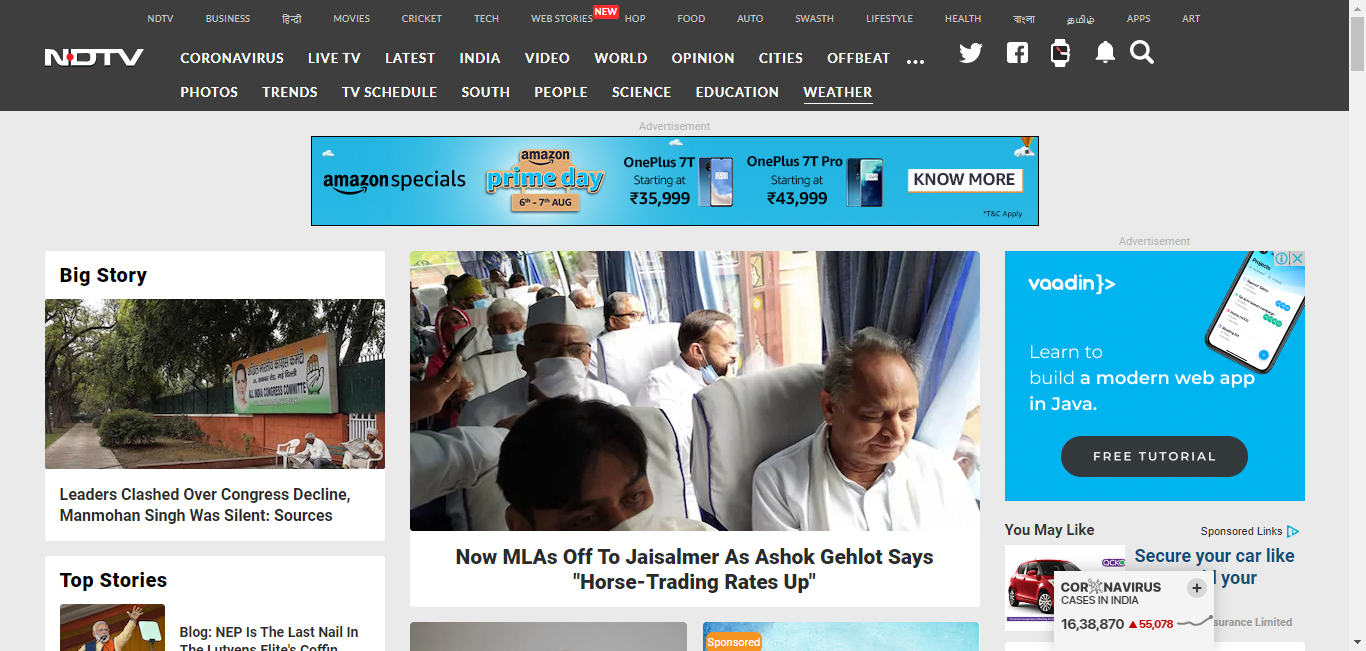 NDTV BUSINESS हिन्दी MOVIES CRICKET TECH WEB STORIES NEW HOP FOOD AUTO SWASTH LIFESTYLE HEALTH বাংলা தமிழ் APPS ART
NDTV
CORONAVIRUS LIVE TV LATEST INDIA VIDEO WORLD OPINION CITIES OFFBEAT ...
PHOTOS TRENDS TV SCHEDULE SOUTH PEOPLE SCIENCE EDUCATION WEATHER
Advertisement
amazon specials
amazon
prime day
6th - 7th AUG
OnePlus 7T
Starting at
₹35,999
OnePlus 7T Pro
Starting at
₹43,999
KNOW MORE
*T&C Apply
Big Story
ALL INDIA CONGRESS COMMITTEE
Leaders Clashed Over Congress Decline,
Manmohan Singh Was Silent: Sources
Top Stories
Blog: NEP Is The Last Nail In
The Lutyens Elite's Coffin
Now MLAs Off To Jaisalmer As Ashok Gehlot Says
"Horse-Trading Rates Up"
Sponsored
Advertisement
vaadin}>
Projects
Learn to
build a modern web app
in Java.
FREE TUTORIAL
You May Like
Sponsored Links
ACKO
Secure your car like
your
surance Limited
CORONAVIRUS
CASES IN INDIA
16,38,870 ▲55,078